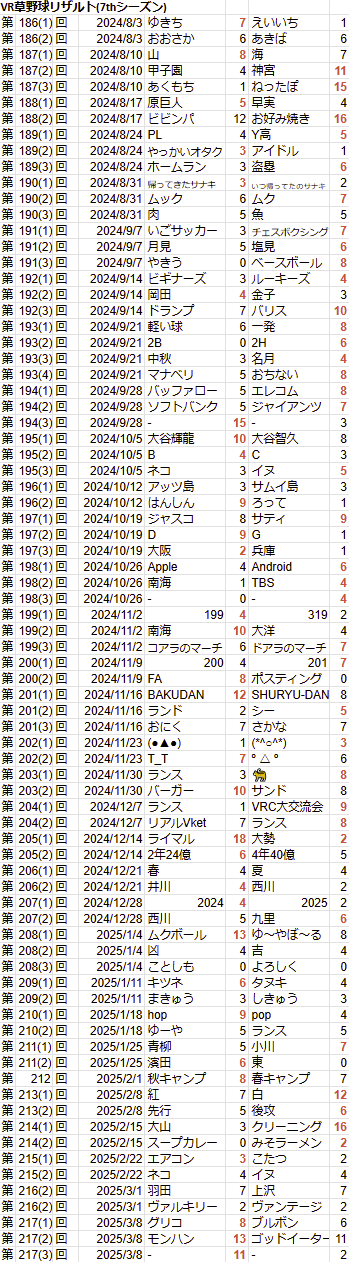 VR草野球リザルト(7thシーズン)
第 186(1) 回 2024/8/3 ゆきち 7 えいいち 1
第 186(2) 回 2024/8/3 おおさか 6 あきば 6
第 187(1) 回 2024/8/10 山 8 海 7
第 187(2) 回 2024/8/10 甲子園 4 神宮 11
第 187(3) 回 2024/8/10 あくもち 1 ねったぼ 15
第 188(1) 回 2024/8/17 原巨人 5 早実 4
第 188(2) 回 2024/8/17 ビビンパ 12 お好み焼き 16
第 189(1) 回 2024/8/24 PL 4 Y高 5
第 189(2) 回 2024/8/24 やっかいオタク 3 アイドル 1
第 189(3) 回 2024/8/24 ホームラン 3 盗塁 6
第 190(1) 回 2024/8/31 帰ってきたサナキ 3 いつ帰ってたのサナキ 2
第 190(2) 回 2024/8/31 ムック 6 ムク 7
第 190(3) 回 2024/8/31 肉 5 魚 5
第 191(1) 回 2024/9/7 いごサッカー 3 チェスボクシング 7
第 191(2) 回 2024/9/7 月見 5 塩見 6
第 191(3) 回 2024/9/7 やきう 0 ベースボール 8
第 192(1) 回 2024/9/14 ビギナーズ 3 ルーキーズ 4
第 192(2) 回 2024/9/14 岡田 4 金子 3
第 192(3) 回 2024/9/14 ドランプ 7 バリス 10
第 193(1) 回 2024/9/21 軽い球 6 一発 8
第 193(2) 回 2024/9/21 2B 0 2H 6
第 193(3) 回 2024/9/21 中秋 3 名月 4
第 193(4) 回 2024/9/21 マナベリ 5 おちない 8
第 194(1) 回 2024/9/28 バッファロー 5 エレコム 8
第 194(2) 回 2024/9/28 ソフトバンク 5 ジャイアンツ 7
第 194(3) 回 2024/9/28 - 15 - 3
第 195(1) 回 2024/10/5 大谷輝龍 10 大谷智久 8
第 195(2) 回 2024/10/5 B 4 C 3
第 195(3) 回 2024/10/5 ネコ 3 イヌ 5
第 196(1) 回 2024/10/12 アッツ島 3 サムイ島 3
第 196(2) 回 2024/10/12 はんしん 9 ろって 1
第 197(1) 回 2024/10/19 ジャスコ 8 サティ 9
第 197(2) 回 2024/10/19 D 9 G 1
第 197(3) 回 2024/10/19 大阪 2 兵庫 1
第 198(1) 回 2024/10/26 Apple 4 Android 6
第 198(2) 回 2024/10/26 南海 1 TBS 4
第 198(3) 回 2024/10/26 - 0 - 4
第 199(1) 回 2024/11/2 199 4 319 2
第 199(2) 回 2024/11/2 南海 10 大洋 4
第 199(3) 回 2024/11/2 コアラのマーチ 6 ドアラのマーチ 7
第 200(1) 回 2024/11/9 200 4 201 7
第 200(2) 回 2024/11/9 FA 8 ポスティング 0
第 201(1) 回 2024/11/16 BAKUDAN 12 SHURYU-DAN 8
第 201(2) 回 2024/11/16 ランド 2 シー 5
第 201(3) 回 2024/11/16 おにく 7 さかな 7
第 202(1) 回 2024/11/23 (●▲●) 1 (*^○^*) 3
第 202(2) 回 2024/11/23 T_T 7 º △ º 6
第 203(1) 回 2024/11/30 ランス 3 8
第 203(2) 回 2024/11/30 バーガー 10 サンド 8
第 204(1) 回 2024/12/7 ランス 1 VRC大交流会 9
第 204(2) 回 2024/12/7 リアルVket 7 ランス 8
第 205(1) 回 2024/12/14 ライマル 18 大勢 2
第 205(2) 回 2024/12/14 2年24億 6 4年40億 5
第 206(1) 回 2024/12/21 春 4 夏 4
第 206(2) 回 2024/12/21 井川 4 西川 2
第 207(1) 回 2024/12/28 2024 4 2025 2
第 207(2) 回 2024/12/28 西川 5 九里 6
第 208(1) 回 2025/1/4 ムクボール 13 ゆ～やぼ～る 8
第 208(2) 回 2025/1/4 凶 4 吉 4
第 208(3) 回 2025/1/4 ことしも 0 よろしく 0
第 209(1) 回 2025/1/11 キツネ 6 タヌキ 4
第 209(2) 回 2025/1/11 まきゅう 3 しきゅう 3
第 210(1) 回 2025/1/18 hop 9 pop 4
第 210(2) 回 2025/1/18 ゆーや 5 ランス 5
第 211(1) 回 2025/1/25 青柳 5 小川 7
第 211(2) 回 2025/1/25 濱田 6 東 0
第 212 回 2025/2/1 秋キャンプ 8 春キャンプ 7
第 213(1) 回 2025/2/8 紅 7 白 12
第 213(2) 回 2025/2/8 先行 5 後攻 6
第 214(1) 回 2025/2/15 大山 3 クリーニング 16
第 214(2) 回 2025/2/15 スープカレー 0 みそラーメン 2
第 215(1) 回 2025/2/22 エアコン 3 こたつ 2
第 215(2) 回 2025/2/22 ネコ 4 イヌ 4
第 216(2) 回 2025/3/1 羽田 7 上沢 7
第 216(2) 回 2025/3/1 ヴァルキリー 2 ヴァンテージ 2
第 217(1) 回 2025/3/8 グリコ 8 ブルボン 6
第 217(2) 回 2025/3/8 モンハン 13 ゴッドイーター 11
第 217(3) 回 2025/3/8 - 11 - 2